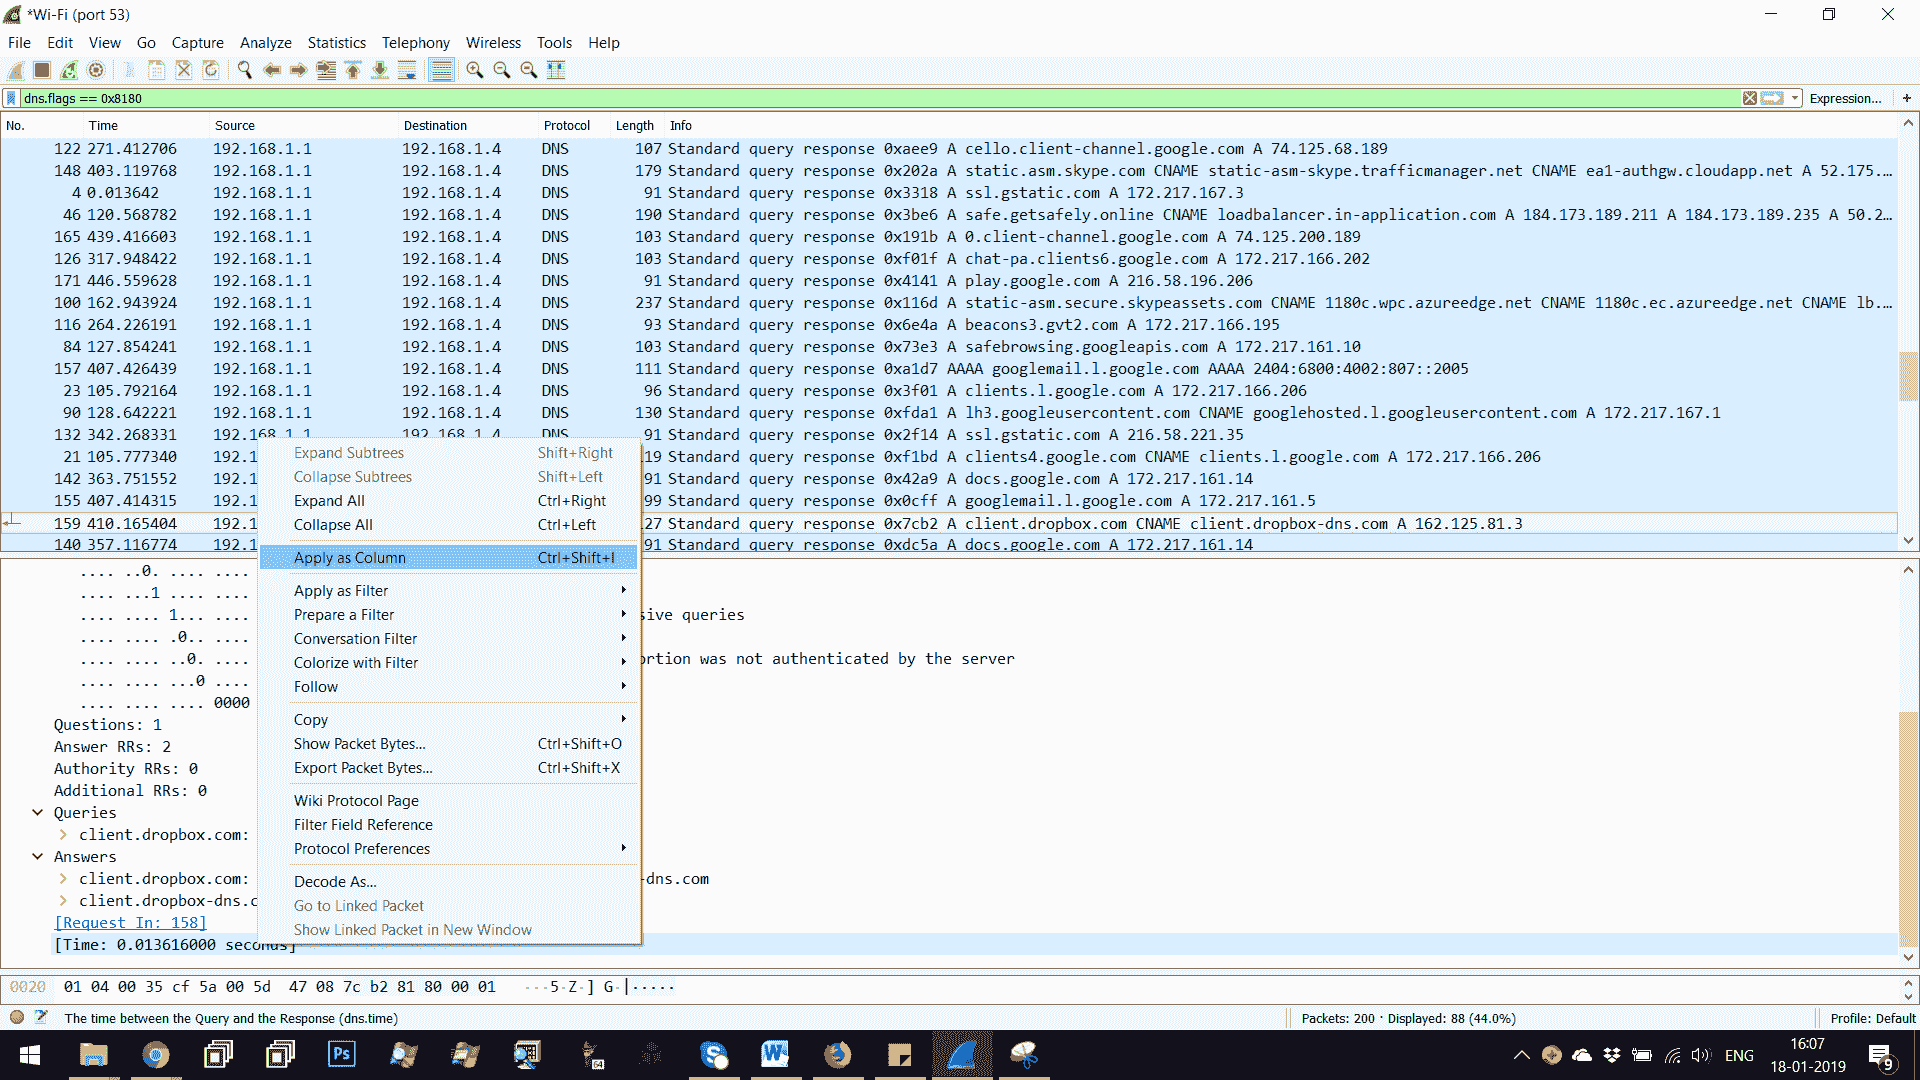 *Wi-Fi (port 53)
File Edit View Go Capture Analyze Statistics Telephony Wireless Tools Help
dns.flags == 0x8180 Expression... +
No. Time Source Destination Protocol Length Info
122 271.412706 192.168.1.1 192.168.1.4 DNS 107 Standard query response 0xaee9 A cello.client-channel.google.com A 74.125.68.189
148 403.119768 192.168.1.1 192.168.1.4 DNS 179 Standard query response 0x202a A static.asm.skype.com CNAME static-asm-skype.trafficmanager.net CNAME ea1-authgw.cloudapp.net A 52.175....
4 0.013642 192.168.1.1 192.168.1.4 DNS 91 Standard query response 0x3318 A ssl.gstatic.com A 172.217.167.3
46 120.568782 192.168.1.1 192.168.1.4 DNS 190 Standard query response 0x3be6 A safe.getsafely.online CNAME loadbalancer.in-application.com A 184.173.189.211 A 184.173.189.235 A 50.2...
165 439.416603 192.168.1.1 192.168.1.4 DNS 103 Standard query response 0x191b A 0.client-channel.google.com A 74.125.200.189
126 317.948422 192.168.1.1 192.168.1.4 DNS 103 Standard query response 0xf01f A chat-pa.clients6.google.com A 172.217.166.202
171 446.559628 192.168.1.1 192.168.1.4 DNS 91 Standard query response 0x4141 A play.google.com A 216.58.196.206
100 162.943924 192.168.1.1 192.168.1.4 DNS 237 Standard query response 0x116d A static-asm.secure.skypeassets.com CNAME 1180c.wpc.azureedge.net CNAME 1180c.ec.azureedge.net CNAME lb....
116 264.226191 192.168.1.1 192.168.1.4 DNS 93 Standard query response 0x6e4a A beacons3.gvt2.com A 172.217.166.195
84 127.854241 192.168.1.1 192.168.1.4 DNS 103 Standard query response 0x73e3 A safebrowsing.googleapis.com A 172.217.161.10
157 407.426439 192.168.1.1 192.168.1.4 DNS 111 Standard query response 0xa1d7 AAAA googlemail.l.google.com AAAA 2404:6800:4002:807::2005
23 105.792164 192.168.1.1 192.168.1.4 DNS 96 Standard query response 0x3f01 A clients.l.google.com A 172.217.166.206
90 128.642221 192.168.1.1 192.168.1.4 DNS 130 Standard query response 0xfda1 A lh3.googleusercontent.com CNAME googlehosted.l.googleusercontent.com A 172.217.167.1
132 342.268331 192.168.1.1 192.168.1.4 DNS 91 Standard query response 0x2f14 A ssl.gstatic.com A 216.58.221.35
21 105.777340 192.1 19 Standard query response 0xf1bd A clients4.google.com CNAME clients.l.google.com A 172.217.166.206
142 363.751552 192.1 91 Standard query response 0x42a9 A docs.google.com A 172.217.161.14
155 407.414315 192.1 99 Standard query response 0x0cff A googlemail.l.google.com A 172.217.161.5
159 410.165404 192.1 27 Standard query response 0x7cb2 A client.dropbox.com CNAME client.dropbox-dns.com A 162.125.81.3
140 357.116774 192.1 91 Standard query response 0xdc5a A docs.google.com A 172.217.161.14
Expand Subtrees Shift+Right
Collapse Subtrees Shift+Left
Expand All Ctrl+Right
Collapse All Ctrl+Left
Apply as Column Ctrl+Shift+I
Apply as Filter
Prepare a Filter
Conversation Filter
Colorize with Filter
Follow
Copy
Show Packet Bytes... Ctrl+Shift+O
Export Packet Bytes... Ctrl+Shift+X
Wiki Protocol Page
Filter Field Reference
Protocol Preferences
Decode As...
Go to Linked Packet
Show Linked Packet in New Window
.... ..0. .... ....
.... ...1 .... ....
.... .... 1... .... sive queries
.... .... .0.. ....
.... .... ..0. .... ortion was not authenticated by the server
.... .... ...0 ....
.... .... .... 0000
Questions: 1
Answer RRs: 2
Authority RRs: 0
Additional RRs: 0
Queries
client.dropbox.com:
Answers
client.dropbox.com: -dns.com
client.dropbox-dns.c
[Request In: 158]
[Time: 0.013616000 seconds]
0020 01 04 00 35 cf 5a 00 5d 47 08 7c b2 81 80 00 01 ···5·Z·] G·|·····
The time between the Query and the Response (dns.time) Packets: 200 · Displayed: 88 (44.0%) Profile: Default
Ps
64
ENG
16:07
18-01-2019
9